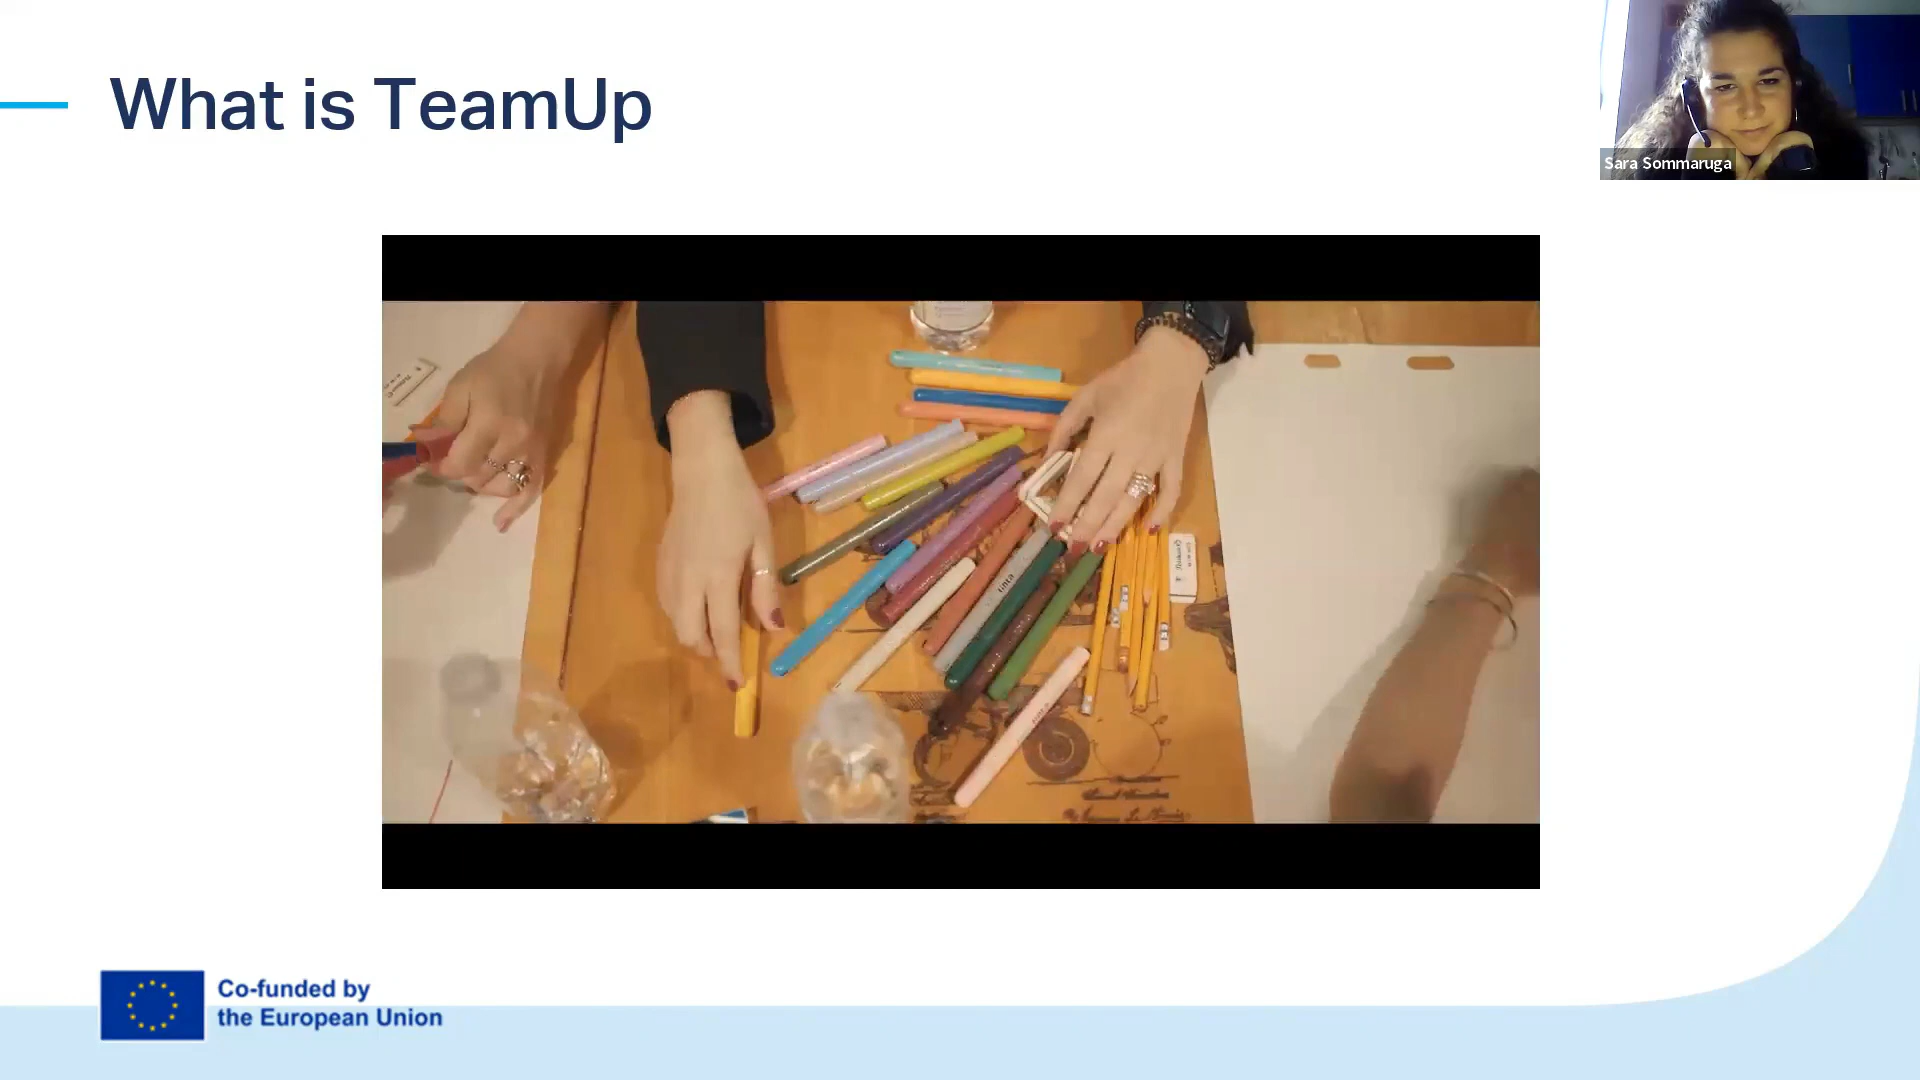 What is TeamUp
Sara Sommaruga
Co-funded by
the European Union